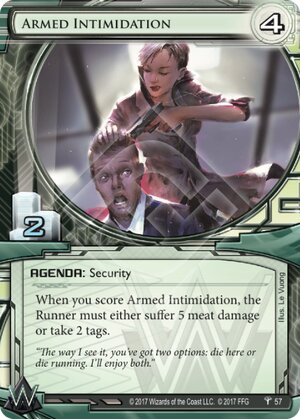 ARMED INTIMIDATION
4
2
AGENDA: Security
When you score Armed Intimidation, the
Runner must either suffer 5 meat damage
or take 2 tags.
"The way I see it, you've got two options: die here or
die running. I'll enjoy both."
Illus. Le Vuong
© 2017 Wizards of the Coast LLC. © 2017 FFG
57